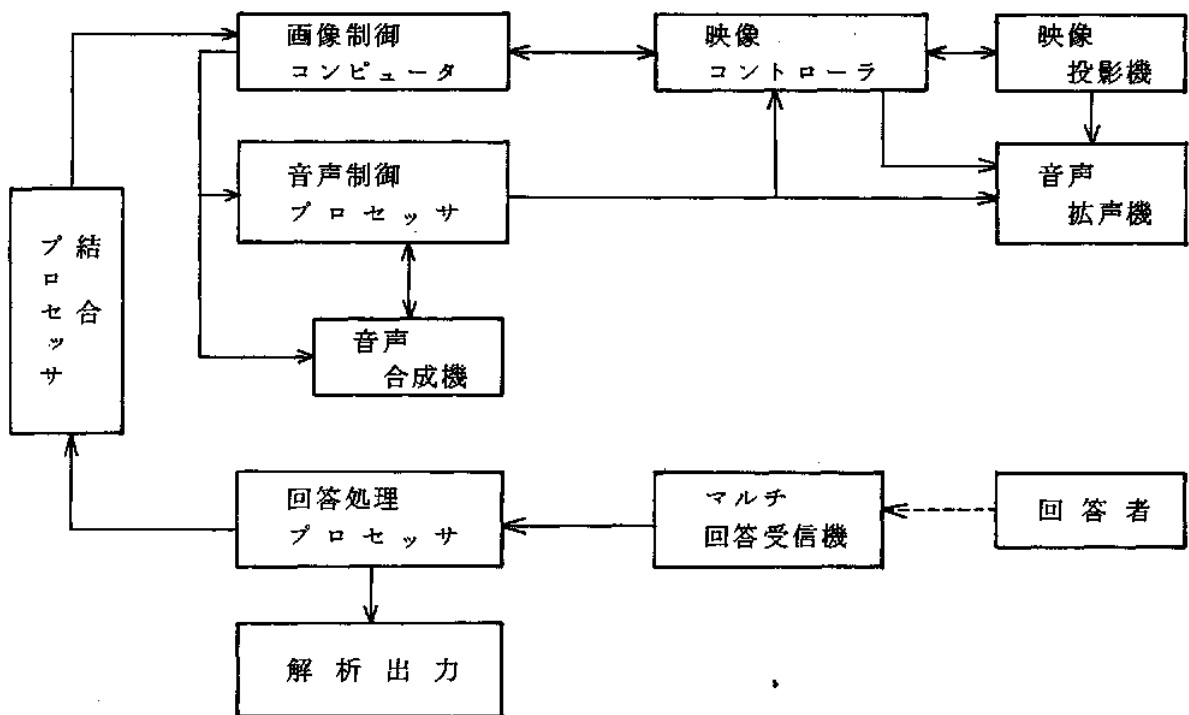 画像制御
コンピュータ
映像
コントローラ
映像
投影機
音声制御
プロセッサ
音声
拡声機
結合
プロセッサ
音声
合成機
回答処理
プロセッサ
マルチ
回答受信機
回答者
解析出力